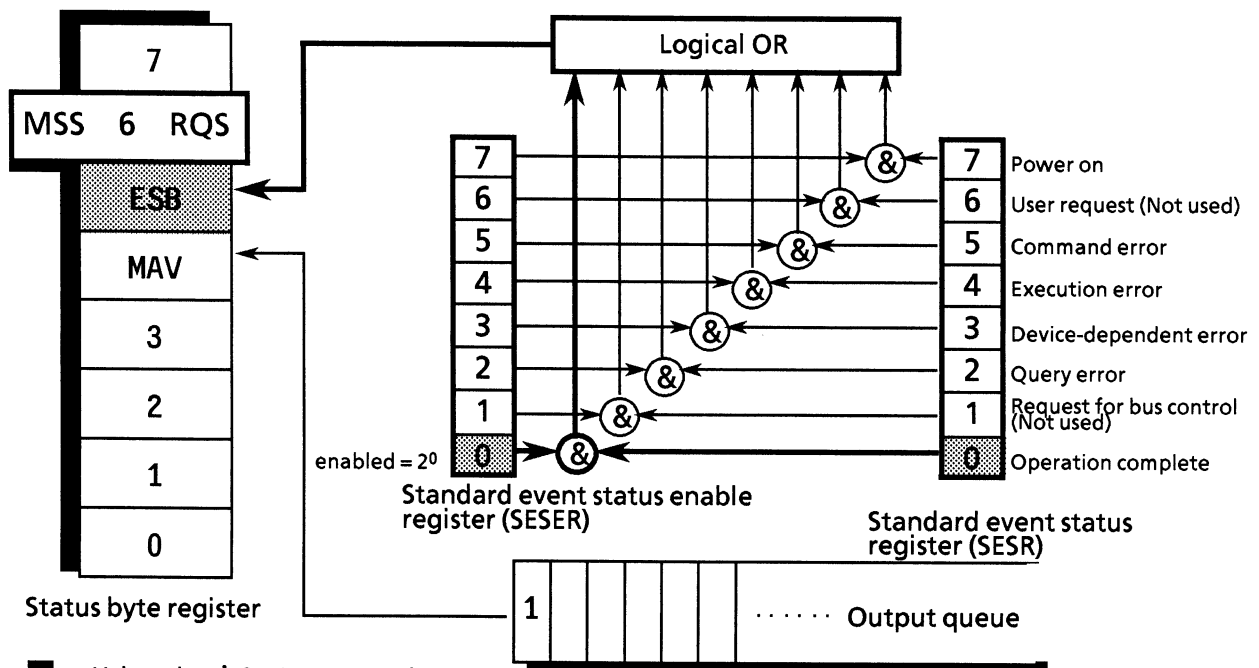 Logical OR
7
MSS 6 RQS
ESB
MAV
3
2
1
0
Status byte register
7
6
5
4
3
2
1
0
enabled = 2⁰
Standard event status enable
register (SESER)
&
&
&
&
&
&
&
&
7 Power on
6 User request (Not used)
5 Command error
4 Execution error
3 Device-dependent error
2 Query error
1 Request for bus control
(Not used)
0 Operation complete
Standard event status
register (SESR)
1 ...... Output queue